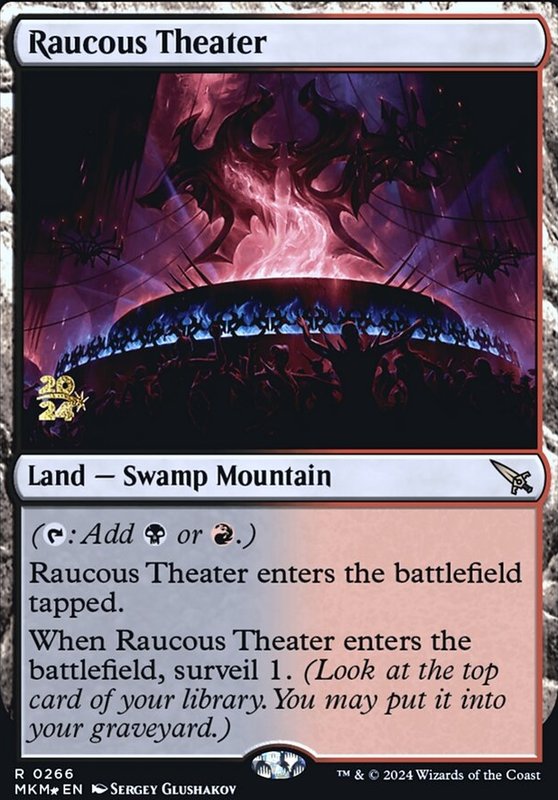 Raucous Theater
20
24
Land — Swamp Mountain
(: Add or .)
Raucous Theater enters the battlefield
tapped.
When Raucous Theater enters the
battlefield, surveil 1. (Look at the top
card of your library. You may put it into
your graveyard.)
R 0266
MKM★EN Sergey Glushakov
™ & © 2024 Wizards of the Coast